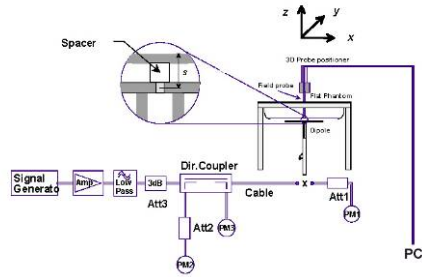 z
y
x
Spacer
s
3D Probe positioner
Field probe
Flat Phantom
Dipole
Dir.Coupler
Signal
Generato
Amp
Low
Pass
3dB
Cable
x
Att1
Att3
Att2
PM3
PM1
PM2
PC